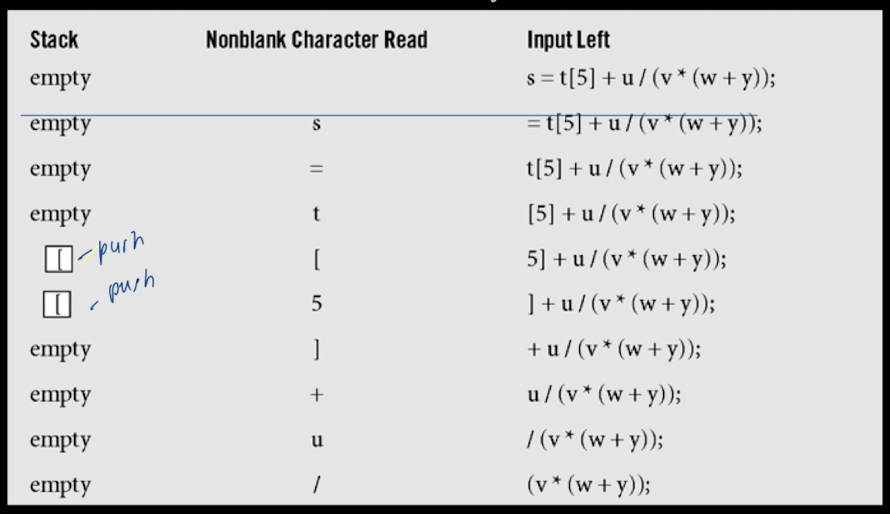 Stack Nonblank Character Read Input Left
empty s = t[5] + u / (v * (w + y));
empty s = t[5] + u / (v * (w + y));
empty = t[5] + u / (v * (w + y));
empty t [5] + u / (v * (w + y));
[ - push [ 5] + u / (v * (w + y));
[ - push 5 ] + u / (v * (w + y));
empty ] + u / (v * (w + y));
empty + u / (v * (w + y));
empty u / (v * (w + y));
empty / (v * (w + y));